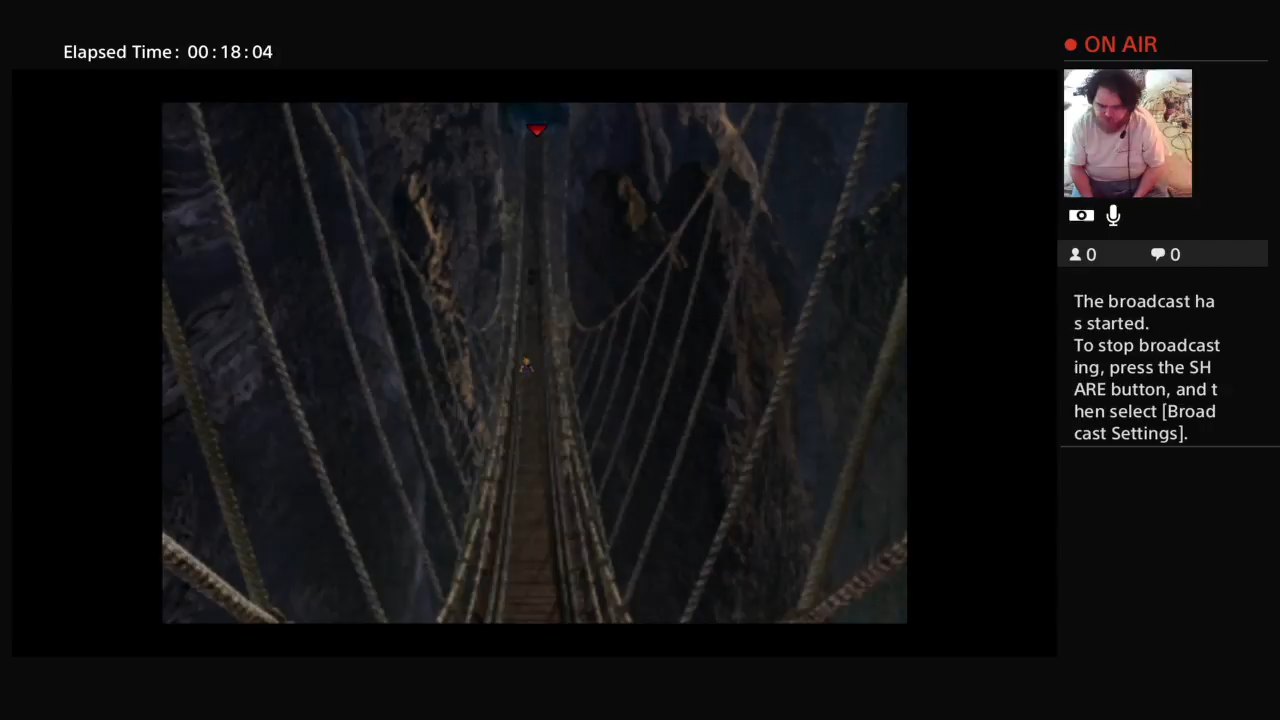 Elapsed Time: 00:18:04
ON AIR
0 0
The broadcast ha
s started.
To stop broadcast
ing, press the SH
ARE button, and t
hen select [Broad
cast Settings].